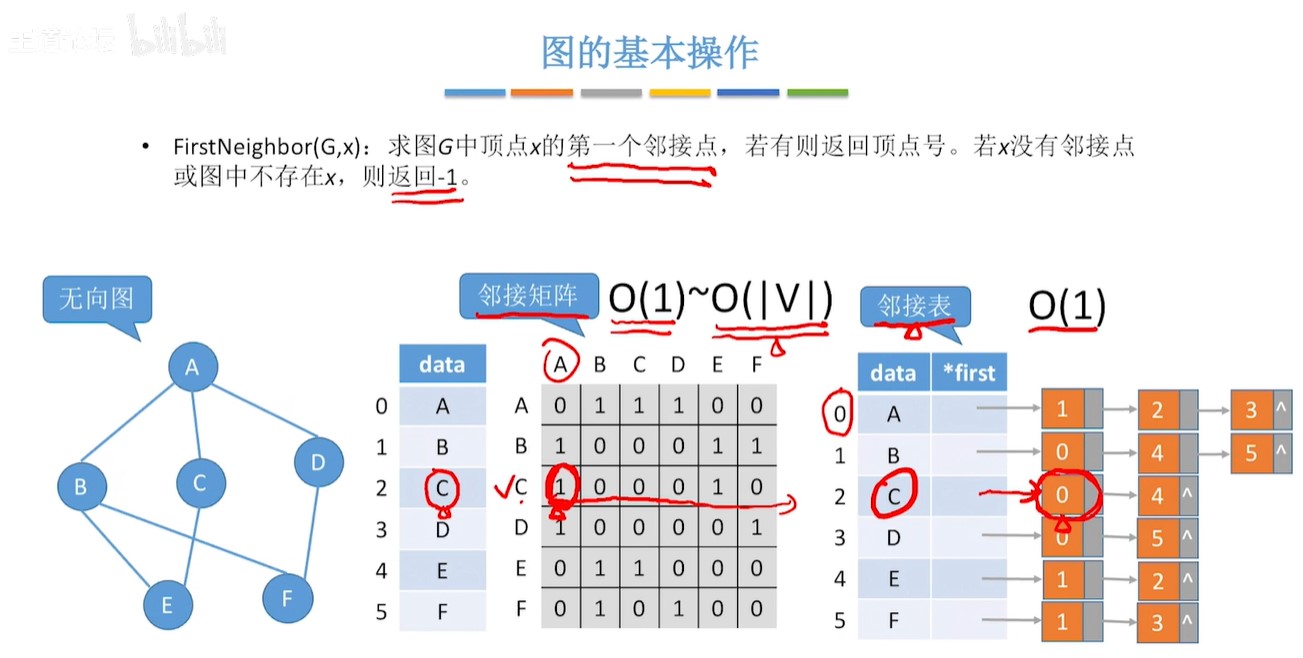 bilibili
图的基本操作
• FirstNeighbor(G,x)：求图G中顶点x的第一个邻接点，若有则返回顶点号。若x没有邻接点
或图中不存在x，则返回-1。
无向图
邻接矩阵
O(1)~O(|V|)
邻接表
O(1)
A
B
C
D
E
F
data
0 A
1 B
2 C
3 D
4 E
5 F
A B C D E F
A 0 1 1 1 0 0
B 1 0 0 0 1 1
C 1 0 0 0 1 0
D 1 0 0 0 0 1
E 0 1 1 0 0 0
F 0 1 0 1 0 0
data *first
0 A 1 2 3 ^
1 B 0 4 5 ^
2 C 0 4 ^
3 D 0 5 ^
4 E 1 2 ^
5 F 1 3 ^